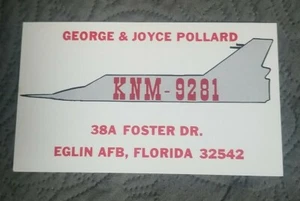 GEORGE & JOYCE POLLARD
KNM-9281
38A FOSTER DR.
EGLIN AFB, FLORIDA 32542